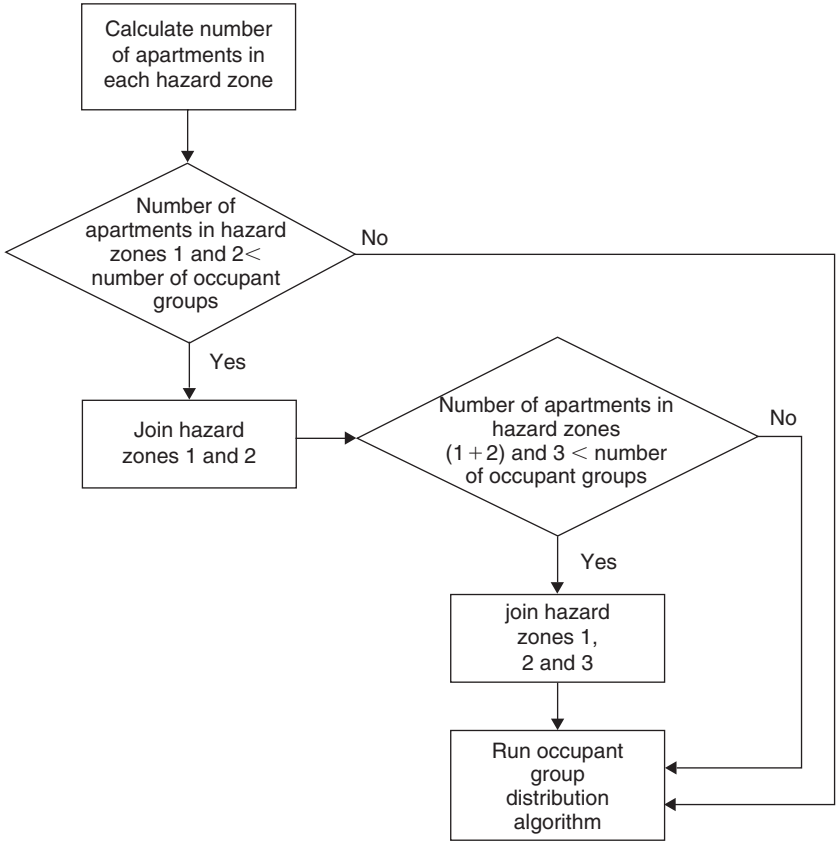 Calculate number
of apartments in
each hazard zone
Number of
apartments in hazard
zones 1 and 2<
number of occupant
groups
No
Yes
Join hazard
zones 1 and 2
Number of apartments in
hazard zones
(1+2) and 3 < number
of occupant groups
No
Yes
join hazard
zones 1,
2 and 3
Run occupant
group
distribution
algorithm